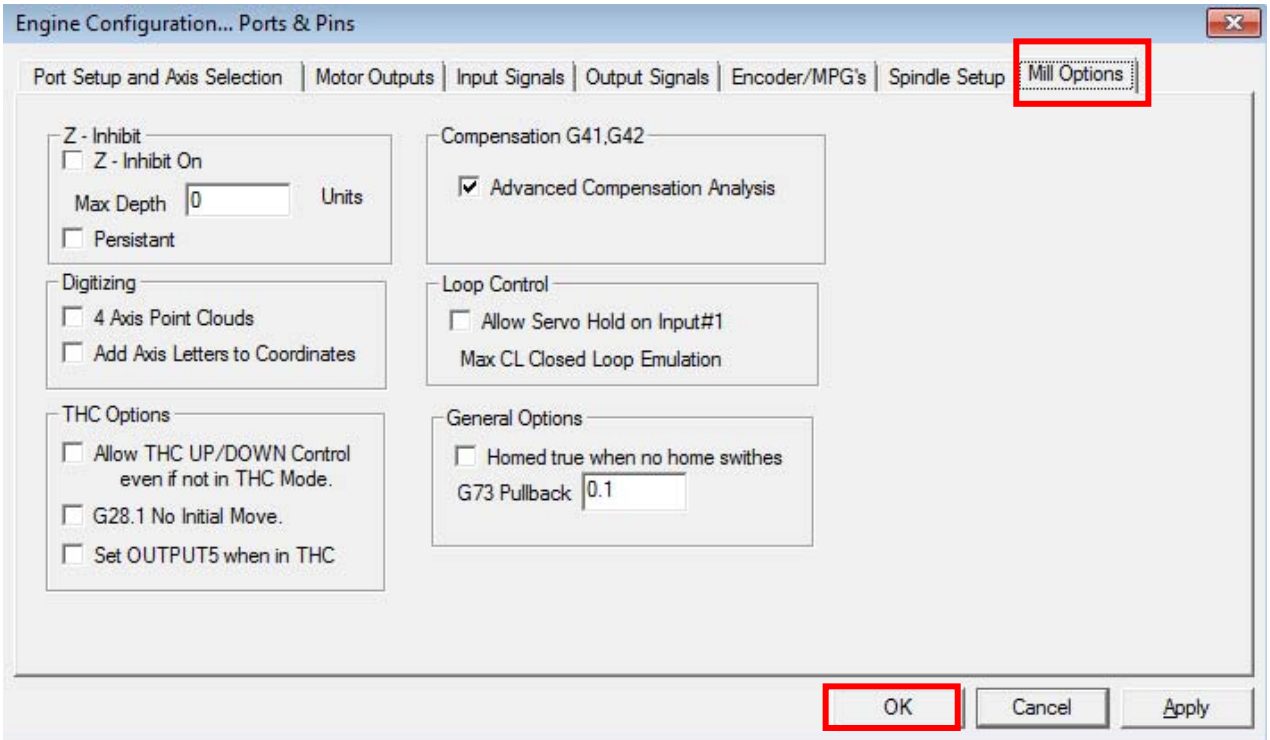 Engine Configuration... Ports & Pins
Port Setup and Axis Selection
Motor Outputs
Input Signals
Output Signals
Encoder/MPG's
Spindle Setup
Mill Options
Z - Inhibit
Z - Inhibit On
Max Depth 0 Units
Persistant
Compensation G41,G42
Advanced Compensation Analysis
Digitizing
4 Axis Point Clouds
Add Axis Letters to Coordinates
Loop Control
Allow Servo Hold on Input#1
Max CL Closed Loop Emulation
THC Options
Allow THC UP/DOWN Control
even if not in THC Mode.
G28.1 No Initial Move.
Set OUTPUT5 when in THC
General Options
Homed true when no home swithes
G73 Pullback 0.1
OK
Cancel
Apply